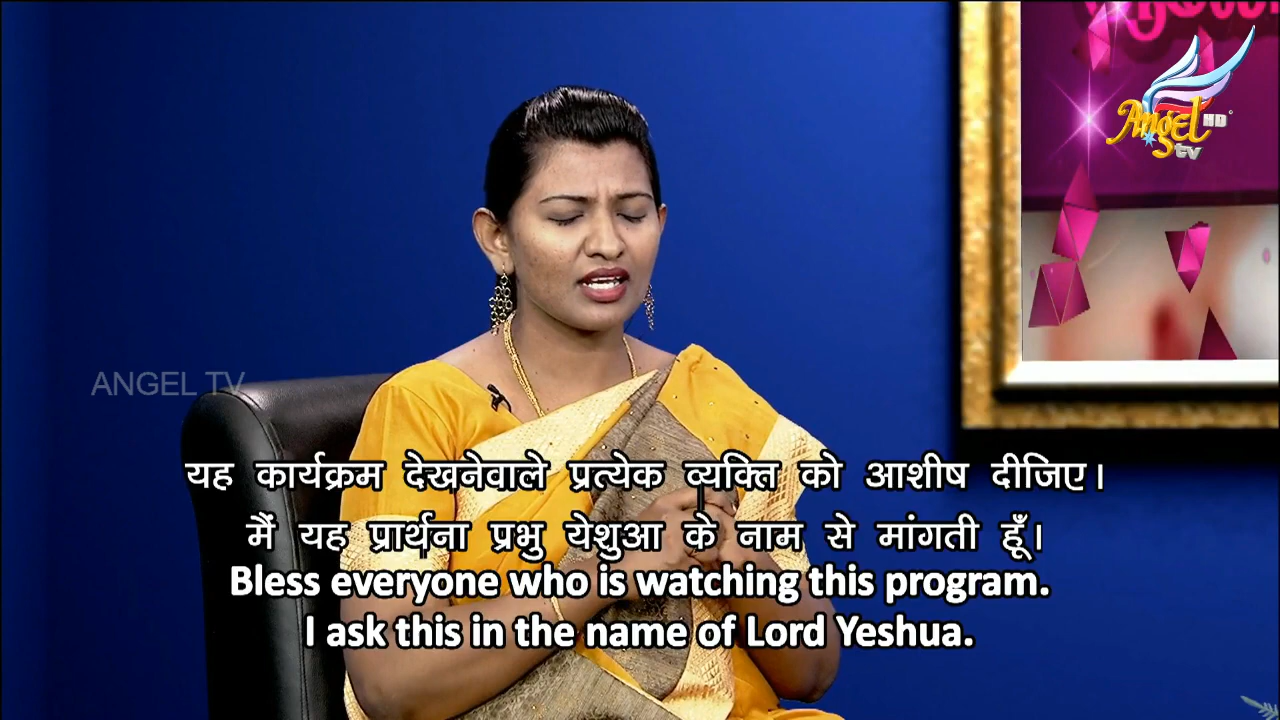 Angel HD
tv
ANGEL TV
यह कार्यक्रम देखनेवाले प्रत्येक व्यक्ति को आशीष दीजिए।
मैं यह प्रार्थना प्रभु येशुआ के नाम से मांगती हूँ।
Bless everyone who is watching this program.
I ask this in the name of Lord Yeshua.